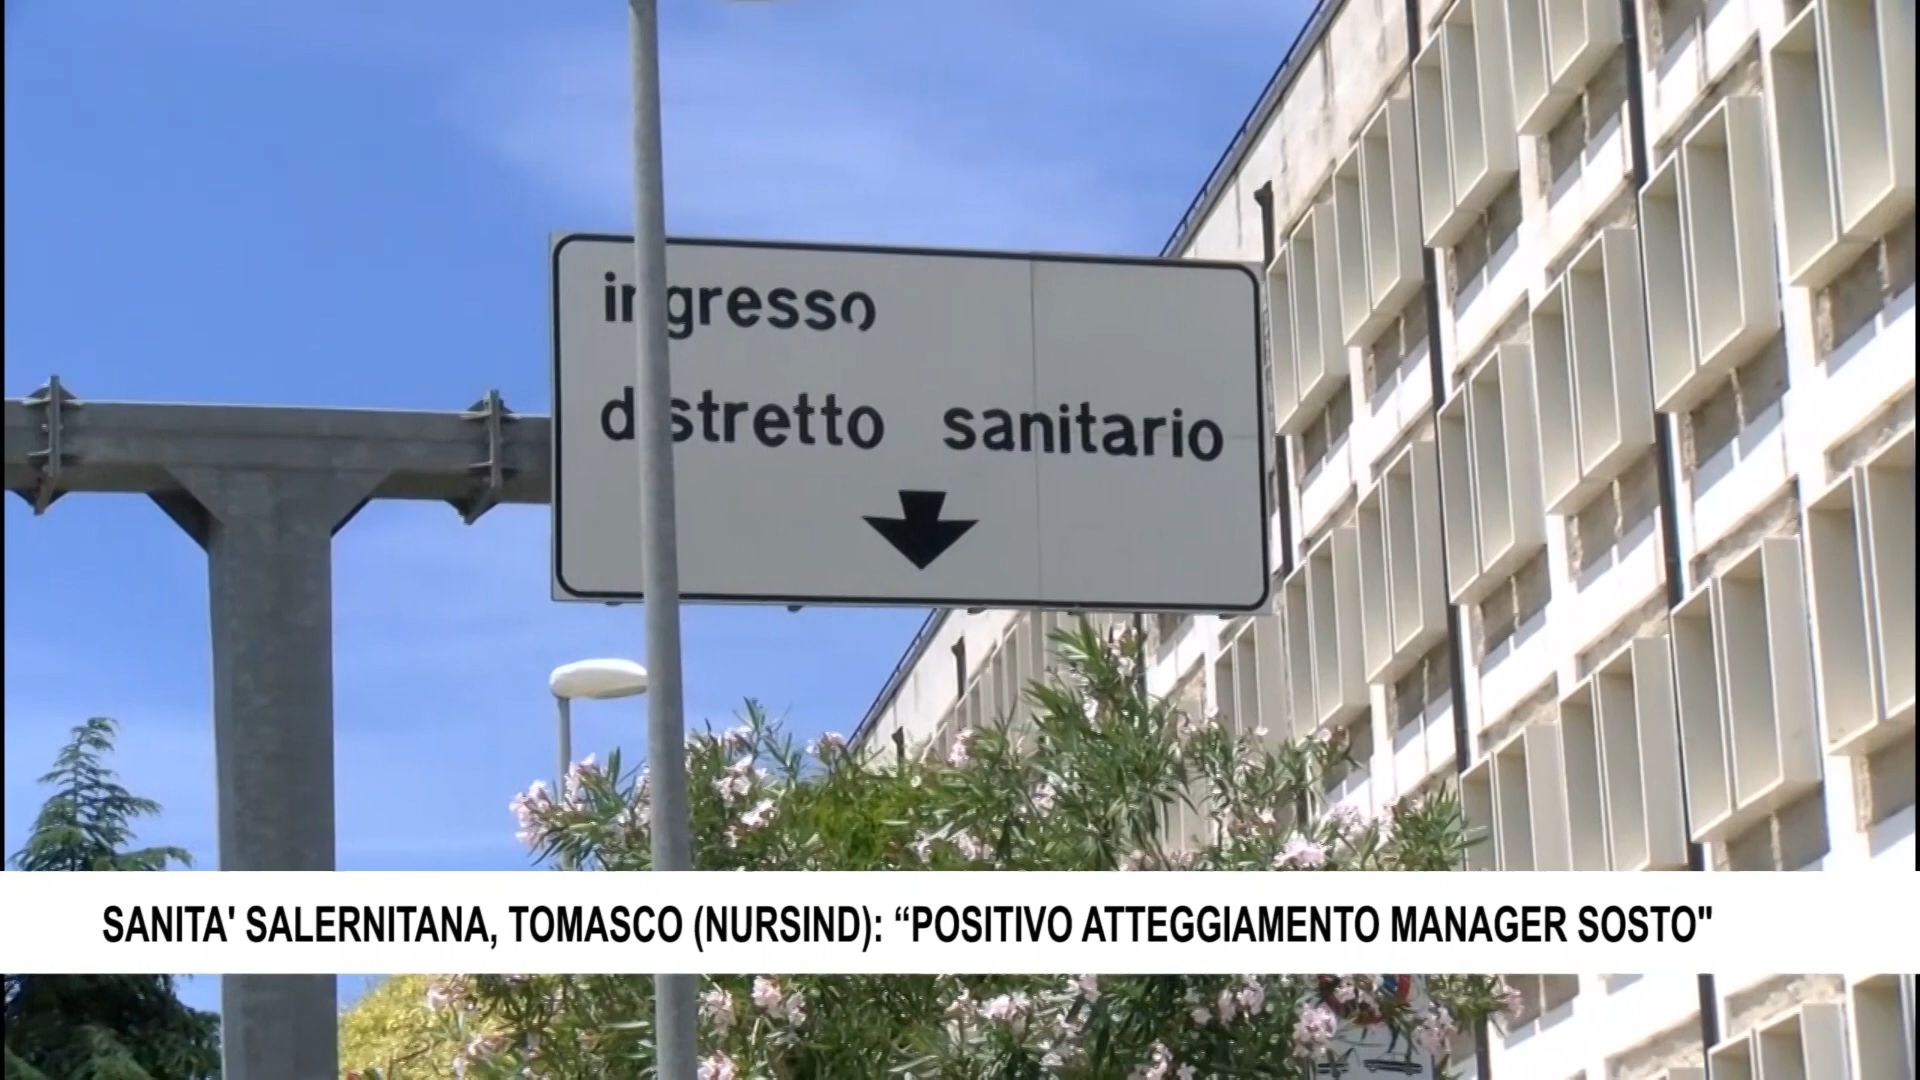 ingresso
distretto sanitario
SANITA' SALERNITANA, TOMASCO (NURSIND): “POSITIVO ATTEGGIAMENTO MANAGER SOSTO"